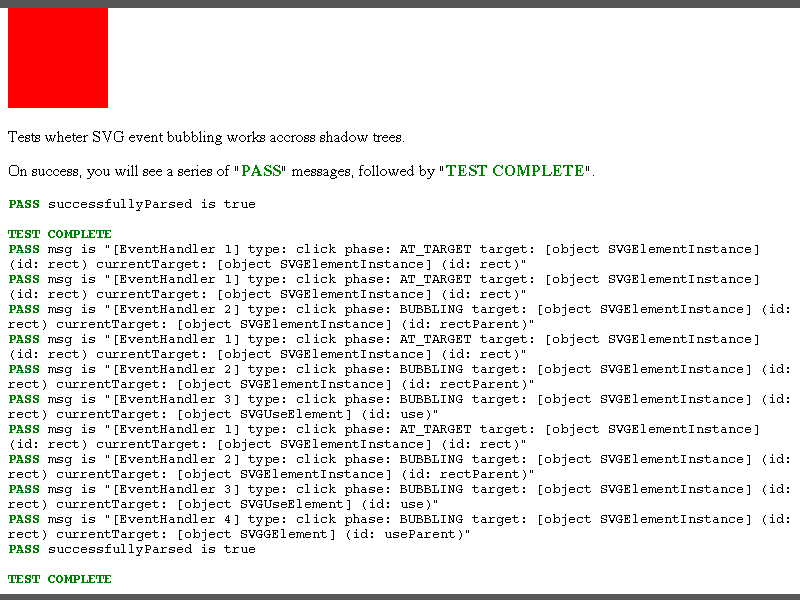 Tests wheter SVG event bubbling works accross shadow trees.
On success, you will see a series of "PASS" messages, followed by "TEST COMPLETE".
PASS successfullyParsed is true
TEST COMPLETE
PASS msg is "[EventHandler 1] type: click phase: AT_TARGET target: [object SVGElementInstance]
(id: rect) currentTarget: [object SVGElementInstance] (id: rect)"
PASS msg is "[EventHandler 1] type: click phase: AT_TARGET target: [object SVGElementInstance]
(id: rect) currentTarget: [object SVGElementInstance] (id: rect)"
PASS msg is "[EventHandler 2] type: click phase: BUBBLING target: [object SVGElementInstance] (id:
rect) currentTarget: [object SVGElementInstance] (id: rectParent)"
PASS msg is "[EventHandler 1] type: click phase: AT_TARGET target: [object SVGElementInstance]
(id: rect) currentTarget: [object SVGElementInstance] (id: rect)"
PASS msg is "[EventHandler 2] type: click phase: BUBBLING target: [object SVGElementInstance] (id:
rect) currentTarget: [object SVGElementInstance] (id: rectParent)"
PASS msg is "[EventHandler 3] type: click phase: BUBBLING target: [object SVGElementInstance] (id:
rect) currentTarget: [object SVGUseElement] (id: use)"
PASS msg is "[EventHandler 1] type: click phase: AT_TARGET target: [object SVGElementInstance]
(id: rect) currentTarget: [object SVGElementInstance] (id: rect)"
PASS msg is "[EventHandler 2] type: click phase: BUBBLING target: [object SVGElementInstance] (id:
rect) currentTarget: [object SVGElementInstance] (id: rectParent)"
PASS msg is "[EventHandler 3] type: click phase: BUBBLING target: [object SVGElementInstance] (id:
rect) currentTarget: [object SVGUseElement] (id: use)"
PASS msg is "[EventHandler 4] type: click phase: BUBBLING target: [object SVGElementInstance] (id:
rect) currentTarget: [object SVGGElement] (id: useParent)"
PASS successfullyParsed is true
TEST COMPLETE